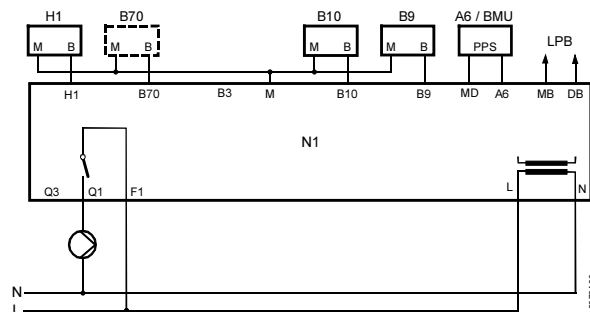 H1 B70 B10 B9 A6 / BMU
LPB
M B M B M B M B PPS
H1 B70 B3 M B10 B9 MD A6 MB DB
N1
Q3 Q1 F1 L N
N
L